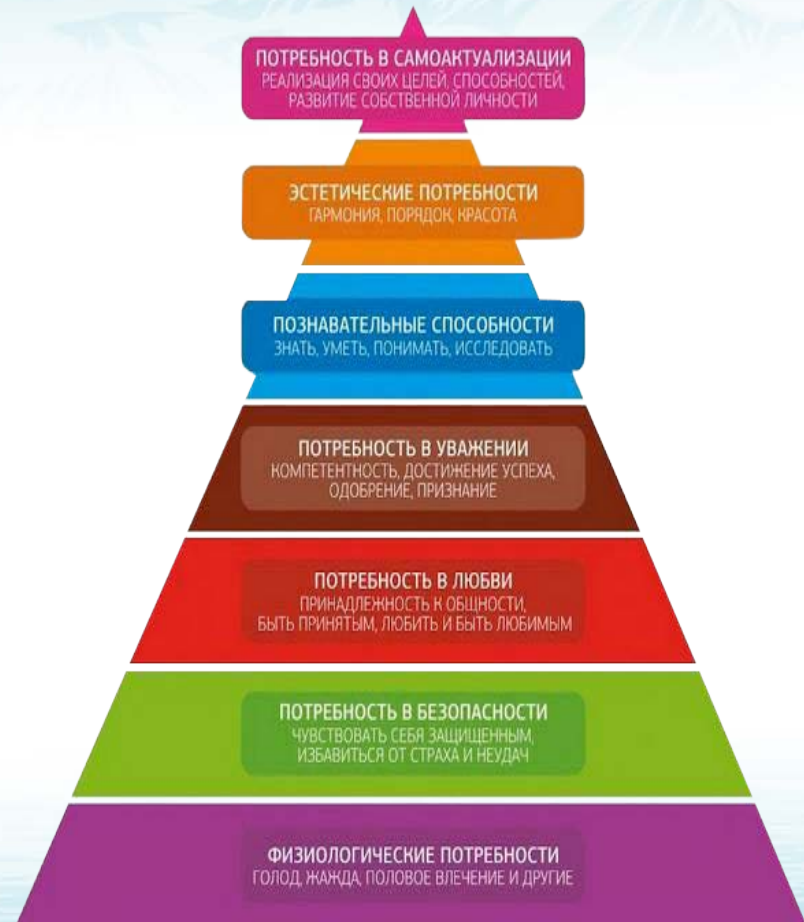 ПОТРЕБНОСТЬ В САМОАКТУАЛИЗАЦИИ
РЕАЛИЗАЦИЯ СВОИХ ЦЕЛЕЙ, СПОСОБНОСТЕЙ,
РАЗВИТИЕ СОБСТВЕННОЙ ЛИЧНОСТИ
ЭСТЕТИЧЕСКИЕ ПОТРЕБНОСТИ
ГАРМОНИЯ, ПОРЯДОК, КРАСОТА
ПОЗНАВАТЕЛЬНЫЕ СПОСОБНОСТИ
ЗНАТЬ, УМЕТЬ, ПОНИМАТЬ, ИССЛЕДОВАТЬ
ПОТРЕБНОСТЬ В УВАЖЕНИИ
КОМПЕТЕНТНОСТЬ, ДОСТИЖЕНИЕ УСПЕХА,
ОДОБРЕНИЕ, ПРИЗНАНИЕ
ПОТРЕБНОСТЬ В ЛЮБВИ
ПРИНАДЛЕЖНОСТЬ К ОБЩНОСТИ,
БЫТЬ ПРИНЯТЫМ, ЛЮБИТЬ И БЫТЬ ЛЮБИМЫМ
ПОТРЕБНОСТЬ В БЕЗОПАСНОСТИ
ЧУВСТВОВАТЬ СЕБЯ ЗАЩИЩЕННЫМ,
ИЗБАВИТЬСЯ ОТ СТРАХА И НЕУДАЧ
ФИЗИОЛОГИЧЕСКИЕ ПОТРЕБНОСТИ
ГОЛОД, ЖАЖДА, ПОЛОВОЕ ВЛЕЧЕНИЕ И ДРУГИЕ